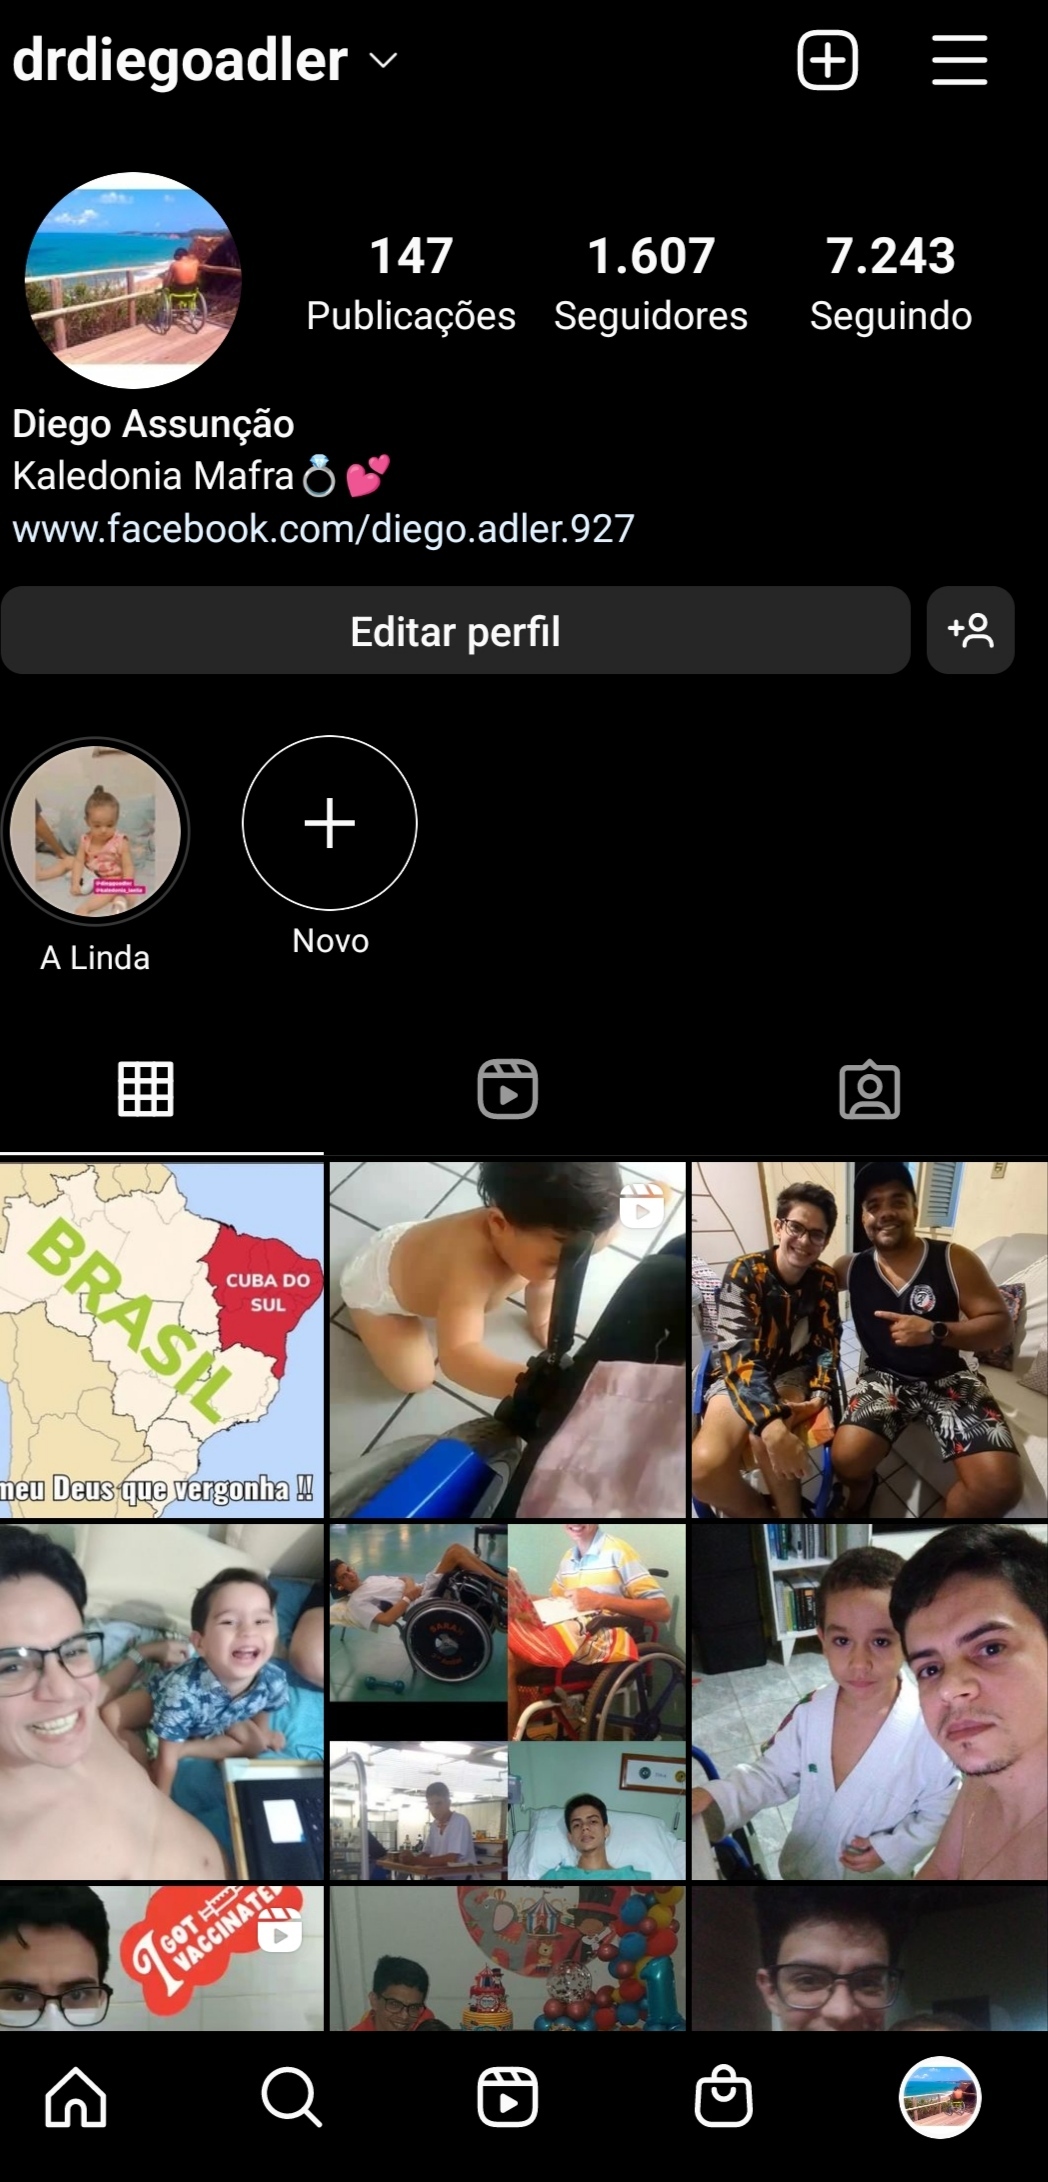 drdiegoadler
147
1.607
7.243
Publicações
Seguidores
Seguindo
Diego Assunção
Kaledonia Mafra💍💕
www.facebook.com/diego.adler.927
Editar perfil
A Linda
Novo
BRASIL
CUBA DO
SUL
meu Deus que vergonha !!
SARAH
I GOT
VACCINATED